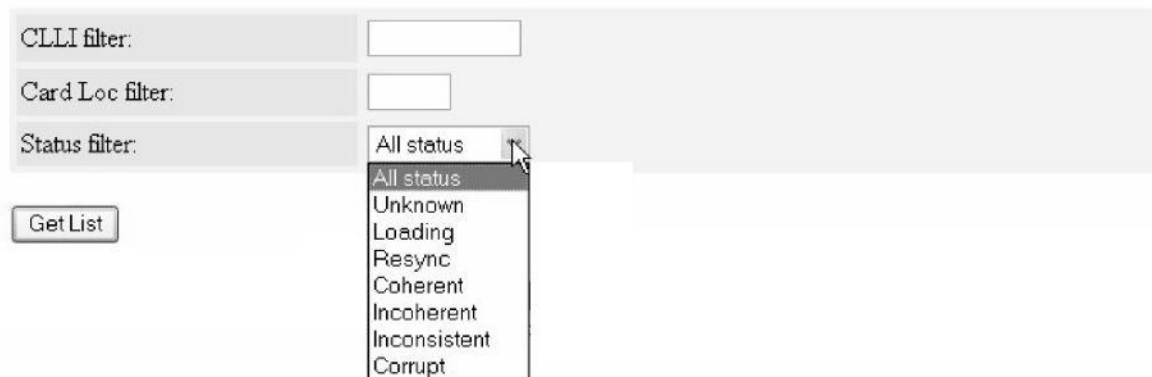 CLLI filter:
Card Loc filter:
Status filter:
All status
All status
Unknown
Loading
Resync
Coherent
Incoherent
Inconsistent
Corrupt
Get List